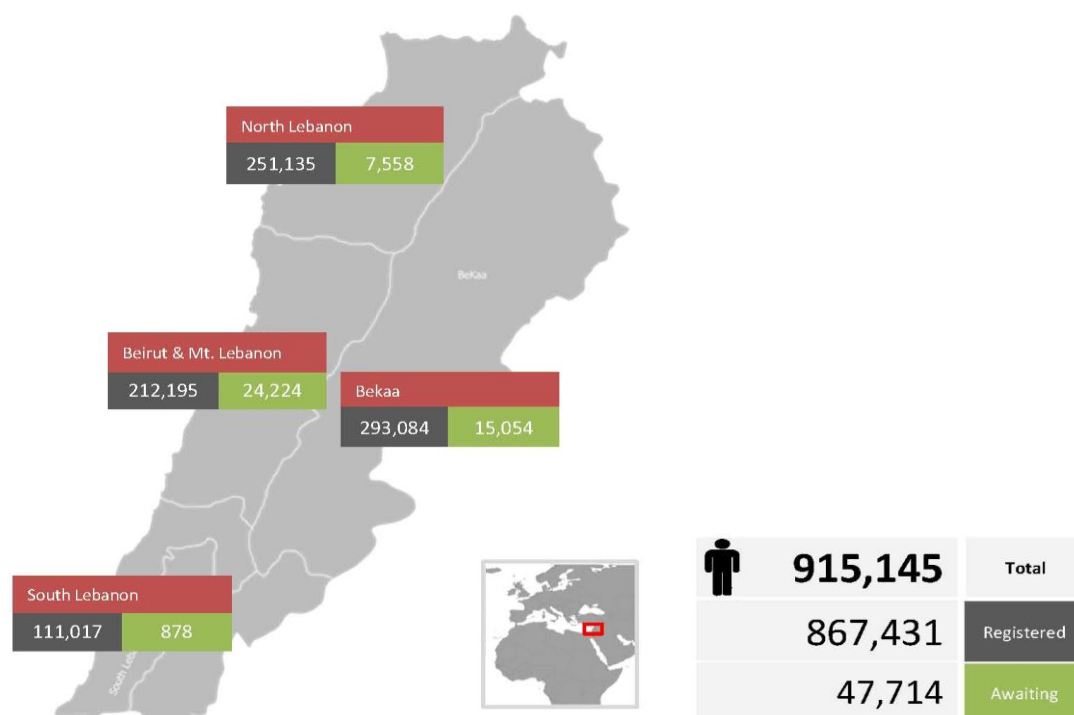 North Lebanon
251,135 7,558
BeKaa
Beirut & Mt. Lebanon
212,195 24,224
Bekaa
293,084 15,054
South Lebanon
111,017 878
915,145 Total
867,431 Registered
47,714 Awaiting